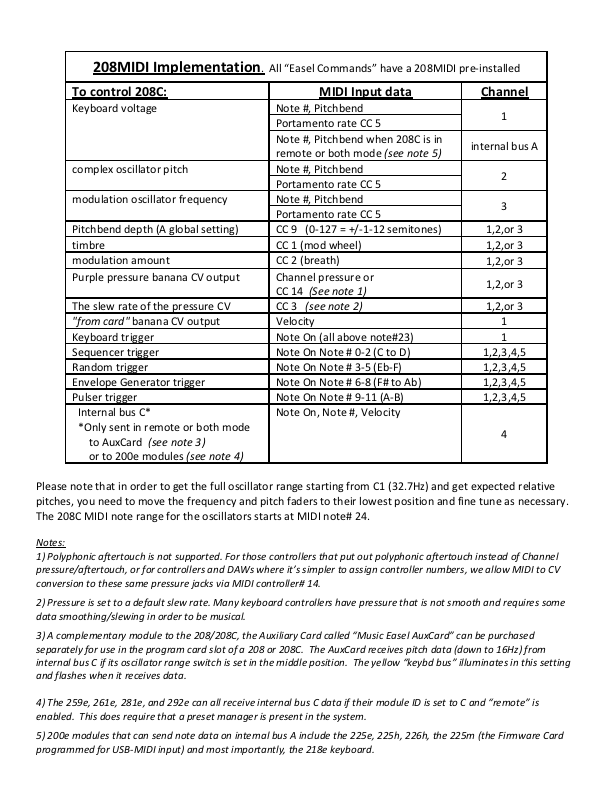 208MIDI Implementation. All “Easel Commands” have a 208MIDI pre-installed
To control 208C: MIDI Input data Channel
Keyboard voltage Note #, Pitchbend 1
Portamento rate CC 5
Note #, Pitchbend when 208C is in internal bus A
remote or both mode (see note 5)
complex oscillator pitch Note #, Pitchbend 2
Portamento rate CC 5
modulation oscillator frequency Note #, Pitchbend 3
Portamento rate CC 5
Pitchbend depth (A global setting) CC 9 (0-127 = +/-1-12 semitones) 1,2,or 3
timbre CC 1 (mod wheel) 1,2,or 3
modulation amount CC 2 (breath) 1,2,or 3
Purple pressure banana CV output Channel pressure or 1,2,or 3
CC 14 (See note 1)
The slew rate of the pressure CV CC 3 (see note 2) 1,2,or 3
"from card" banana CV output Velocity 1
Keyboard trigger Note On (all above note#23) 1
Sequencer trigger Note On Note # 0-2 (C to D) 1,2,3,4,5
Random trigger Note On Note # 3-5 (Eb-F) 1,2,3,4,5
Envelope Generator trigger Note On Note # 6-8 (F# to Ab) 1,2,3,4,5
Pulser trigger Note On Note # 9-11 (A-B) 1,2,3,4,5
Internal bus C* Note On, Note #, Velocity 4
*Only sent in remote or both mode
to AuxCard (see note 3)
or to 200e modules (see note 4)
Please note that in order to get the full oscillator range starting from C1 (32.7Hz) and get expected relative
pitches, you need to move the frequency and pitch faders to their lowest position and fine tune as necessary.
The 208C MIDI note range for the oscillators starts at MIDI note# 24.
Notes:
1) Polyphonic aftertouch is not supported. For those controllers that put out polyphonic aftertouch instead of Channel
pressure/aftertouch, or for controllers and DAWs where it's simpler to assign controller numbers, we allow MIDI to CV
conversion to these same pressure jacks via MIDI controller# 14.
2) Pressure is set to a default slew rate. Many keyboard controllers have pressure that is not smooth and requires some
data smoothing/slewing in order to be musical.
3) A complementary module to the 208/208C, the Auxiliary Card called “Music Easel AuxCard” can be purchased
separately for use in the program card slot of a 208 or 208C. The AuxCard receives pitch data (down to 16Hz) from
internal bus C if its oscillator range switch is set in the middle position. The yellow “keybd bus” illuminates in this setting
and flashes when it receives data.
4) The 259e, 261e, 281e, and 292e can all receive internal bus C data if their module ID is set to C and “remote” is
enabled. This does require that a preset manager is present in the system.
5) 200e modules that can send note data on internal bus A include the 225e, 225h, 226h, the 225m (the Firmware Card
programmed for USB-MIDI input) and most importantly, the 218e keyboard.